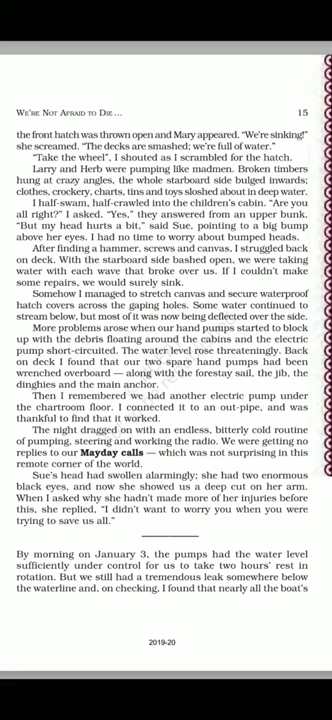 WE'RE NOT AFRAID TO DIE... 15
the front hatch was thrown open and Mary appeared. "We're sinking!"
she screamed. "The decks are smashed; we're full of water."
"Take the wheel", I shouted as I scrambled for the hatch.
Larry and Herb were pumping like madmen. Broken timbers
hung at crazy angles, the whole starboard side bulged inwards;
clothes, crockery, charts, tins and toys sloshed about in deep water.
I half-swam, half-crawled into the children's cabin. "Are you
all right?" I asked. "Yes," they answered from an upper bunk.
"But my head hurts a bit," said Sue, pointing to a big bump
above her eyes. I had no time to worry about bumped heads.
After finding a hammer, screws and canvas, I struggled back
on deck. With the starboard side bashed open, we were taking
water with each wave that broke over us. If I couldn't make
some repairs, we would surely sink.
Somehow I managed to stretch canvas and secure waterproof
hatch covers across the gaping holes. Some water continued to
stream below, but most of it was now being deflected over the side.
More problems arose when our hand pumps started to block
up with the debris floating around the cabins and the electric
pump short-circuited. The water level rose threateningly. Back
on deck I found that our two spare hand pumps had been
wrenched overboard — along with the forestay sail, the jib, the
dinghies and the main anchor.
Then I remembered we had another electric pump under
the chartroom floor. I connected it to an out-pipe, and was
thankful to find that it worked.
The night dragged on with an endless, bitterly cold routine
of pumping, steering and working the radio. We were getting no
replies to our Mayday calls — which was not surprising in this
remote corner of the world.
Sue's head had swollen alarmingly; she had two enormous
black eyes, and now she showed us a deep cut on her arm.
When I asked why she hadn't made more of her injuries before
this, she replied, "I didn't want to worry you when you were
trying to save us all."
By morning on January 3, the pumps had the water level
sufficiently under control for us to take two hours' rest in
rotation. But we still had a tremendous leak somewhere below
the waterline and, on checking, I found that nearly all the boat's
2019-20